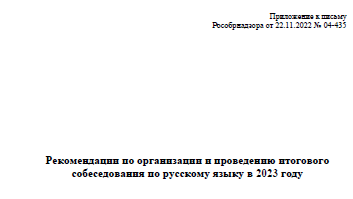 Приложение к письму
Рособрнадзора от 22.11.2022 № 04-435
Рекомендации по организации и проведению итогового
собеседования по русскому языку в 2023 году